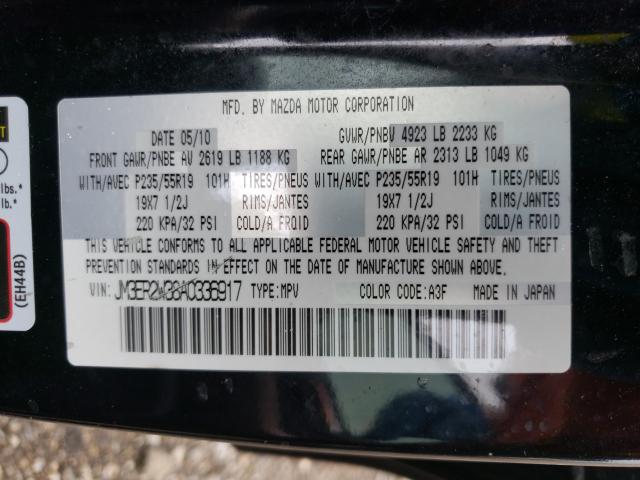 MFD. BY MAZDA MOTOR CORPORATION
DATE 05/10 GVWR/PNBV 4923 LB 2233 KG
FRONT GAWR/PNBE AV 2619 LB 1188 KG REAR GAWR/PNBE AR 2313 LB 1049 KG
WITH/AVEC P235/55R19 101H TIRES/PNEUS WITH/AVEC P235/55R19 101H TIRES/PNEUS
19X7 1/2J RIMS/JANTES 19X7 1/2J RIMS/JANTES
220 KPA/32 PSI COLD/A FROID 220 KPA/32 PSI COLD/A FROID
THIS VEHICLE CONFORMS TO ALL APPLICABLE FEDERAL MOTOR VEHICLE SAFETY AND THEFT
PREVENTION STANDARDS IN EFFECT ON THE DATE OF MANUFACTURE SHOWN ABOVE.
VIN: JM3ER2W38A0336917 TYPE:MPV COLOR CODE:A3F MADE IN JAPAN
lbs.*
lb.*
(EH44B)